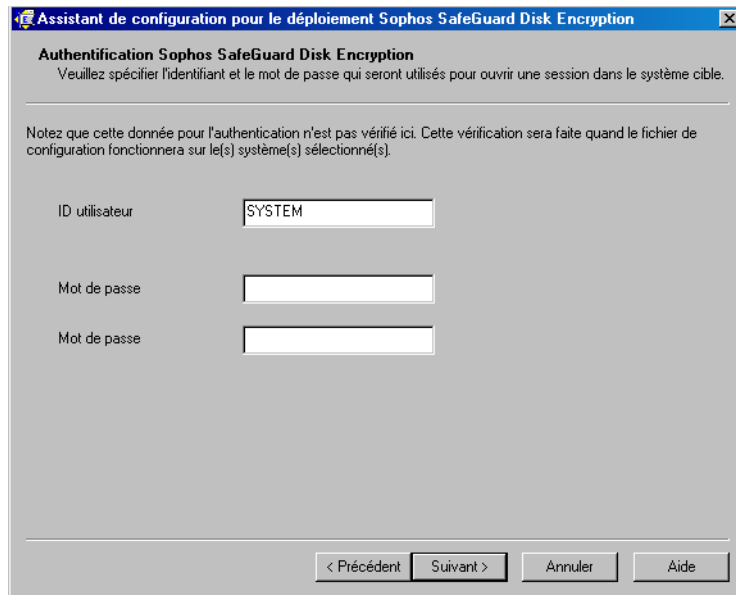 Assistant de configuration pour le déploiement Sophos SafeGuard Disk Encryption
Authentification Sophos SafeGuard Disk Encryption
Veuillez spécifier l'identifiant et le mot de passe qui seront utilisés pour ouvrir une session dans le système cible.
Notez que cette donnée pour l'authentification n'est pas vérifié ici. Cette vérification sera faite quand le fichier de
configuration fonctionnera sur le(s) système(s) sélectionné(s).
ID utilisateur SYSTEM
Mot de passe
Mot de passe
< Précédent Suivant > Annuler Aide